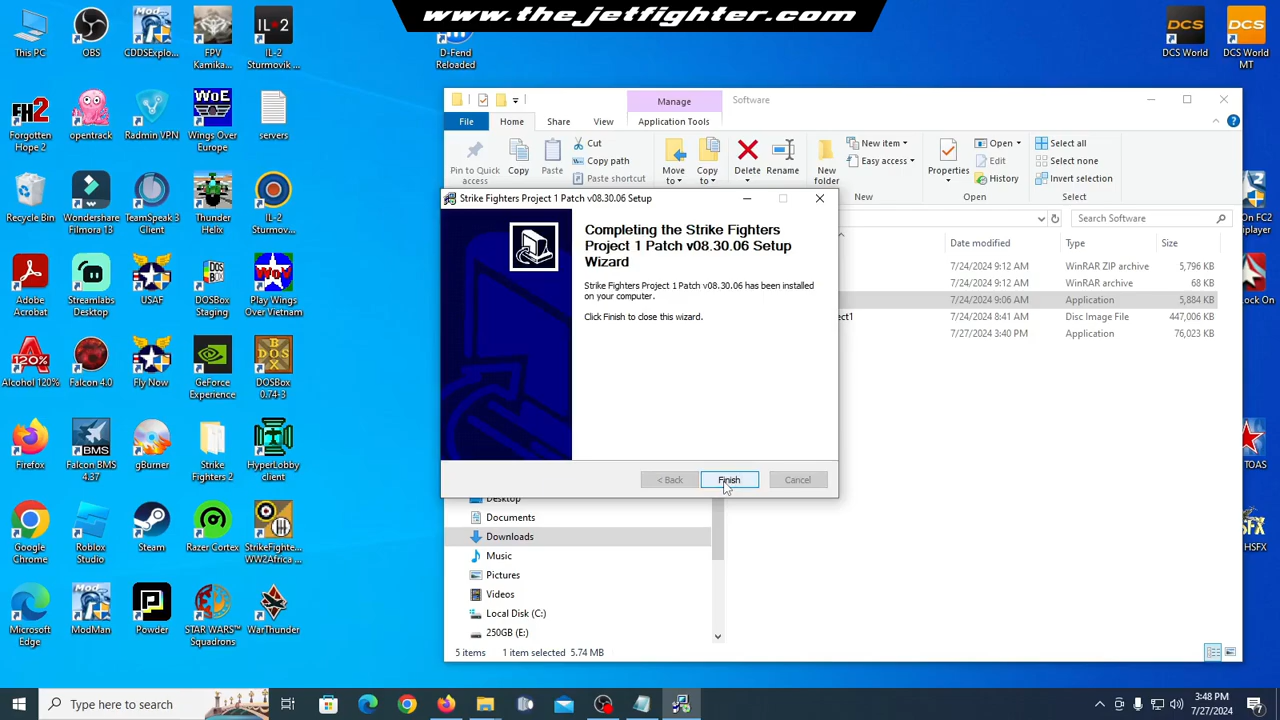 www.thejetfighter.com
This PC
OBS
CDDSExplo...
FPV
Kamika...
IL-2
Sturmovik ...
D-Fend
Reloaded
DCS World
DCS World
MT
Forgotten
Hope 2
opentrack
Radmin VPN
WoE
Wings Over
Europe
servers
Recycle Bin
Wondershare
Filmora 13
TeamSpeak 3
Client
Thunder
Helix
IL-2
Sturmov...
Adobe
Acrobat
Streamlabs
Desktop
USAF
DOSBox
Staging
WoV
Play Wings
Over Vietnam
120%
Alcohol 120%
Falcon 4.0
Fly Now
GeForce
Experience
DOSBox
0.74-3
Firefox
Falcon BMS
4.37
gBurner
Strike
Fighters 2
HyperLobby
client
Google
Chrome
Roblox
Studio
Steam
Razer Cortex
StrikeFighte...
WW2Africa ...
Microsoft
Edge
ModMan
Powder
STAR WARS™
Squadrons
WarThunder
Manage
Software
File
Home
Share
View
Application Tools
Pin to Quick
access
Copy
Paste
Cut
Copy path
Paste shortcut
Move
to
Copy
to
Delete
Rename
New
folder
New item
Easy access
New
Properties
Open
Edit
History
Open
Select all
Select none
Invert selection
Select
Search Software
Date modified
Type
Size
7/24/2024 9:12 AM WinRAR ZIP archive 5,796 KB
7/24/2024 9:12 AM WinRAR archive 68 KB
7/24/2024 9:06 AM Application 5,884 KB
ect1 7/24/2024 8:41 AM Disc Image File 447,006 KB
7/27/2024 3:40 PM Application 76,023 KB
Strike Fighters Project 1 Patch v08.30.06 Setup
Completing the Strike Fighters
Project 1 Patch v08.30.06 Setup
Wizard
Strike Fighters Project 1 Patch v08.30.06 has been installed
on your computer.
Click Finish to close this wizard.
< Back
Finish
Cancel
Desktop
Documents
Downloads
Music
Pictures
Videos
Local Disk (C:)
250GB (E:)
5 items
1 item selected 5.74 MB
on FC2
player
Lock On
TOAS
HSFX
Type here to search
3:48 PM
7/27/2024